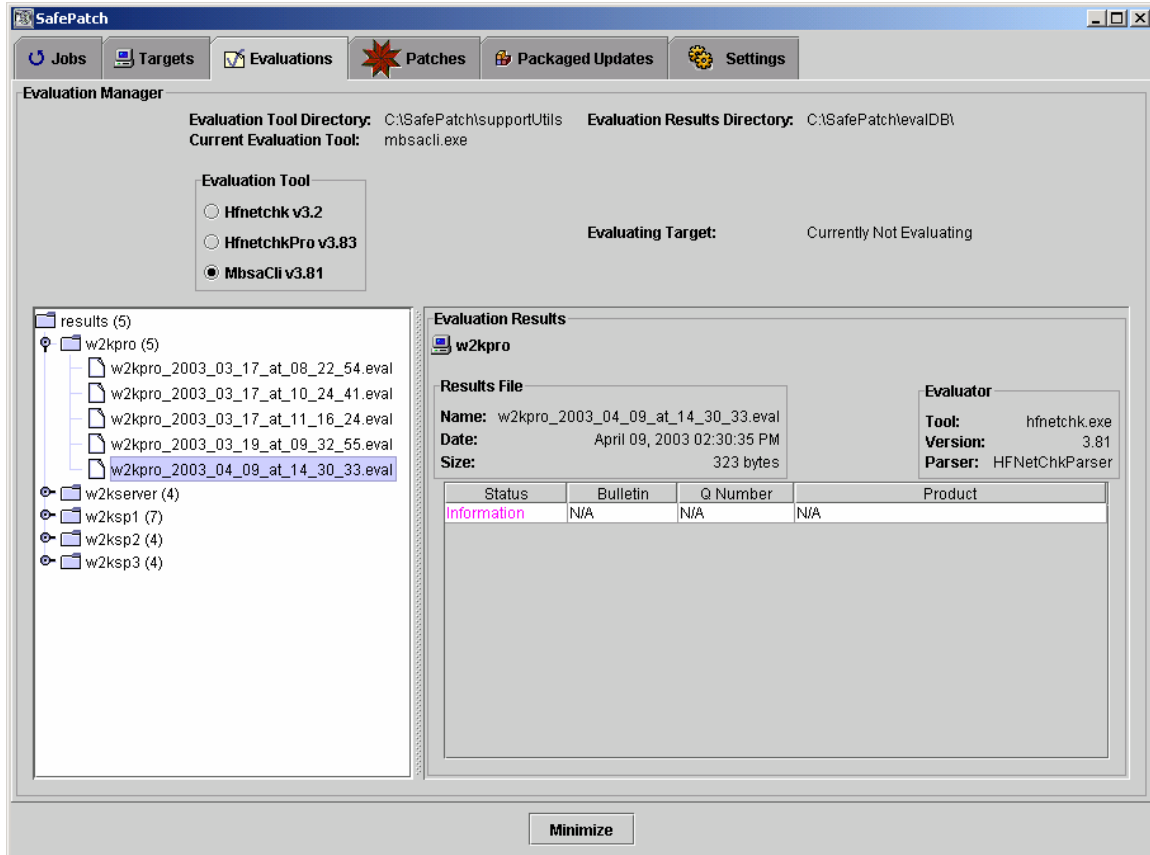 SafePatch
Jobs Targets Evaluations Patches Packaged Updates Settings
Evaluation Manager
Evaluation Tool Directory: C:\SafePatch\supportUtils Evaluation Results Directory: C:\SafePatch\evalDB\
Current Evaluation Tool: mbsacli.exe
Evaluation Tool
Hfnetchk v3.2
HfnetchkPro v3.83
MbsaCli v3.81
Evaluating Target: Currently Not Evaluating
results (5)
w2kpro (5)
w2kpro_2003_03_17_at_08_22_54.eval
w2kpro_2003_03_17_at_10_24_41.eval
w2kpro_2003_03_17_at_11_16_24.eval
w2kpro_2003_03_19_at_09_32_55.eval
w2kpro_2003_04_09_at_14_30_33.eval
w2kserver (4)
w2ksp1 (7)
w2ksp2 (4)
w2ksp3 (4)
Evaluation Results
w2kpro
Results File
Name: w2kpro_2003_04_09_at_14_30_33.eval
Date: April 09, 2003 02:30:35 PM
Size: 323 bytes
Evaluator
Tool: hfnetchk.exe
Version: 3.81
Parser: HFNetChkParser
Status Bulletin Q Number Product
Information N/A N/A N/A
Minimize